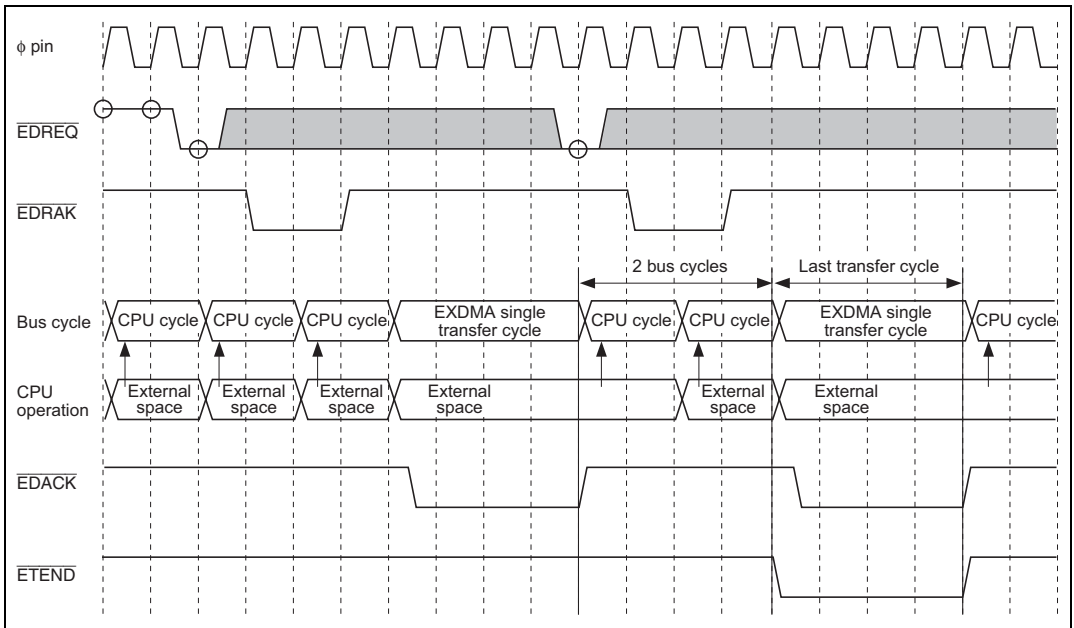 φ pin
EDREQ
EDRAK
2 bus cycles
Last transfer cycle
Bus cycle
CPU cycle
CPU cycle
CPU cycle
EXDMA single
transfer cycle
CPU cycle
CPU cycle
EXDMA single
transfer cycle
CPU cycle
CPU
operation
External
space
External
space
External
space
External
space
External
space
External
space
EDACK
ETEND